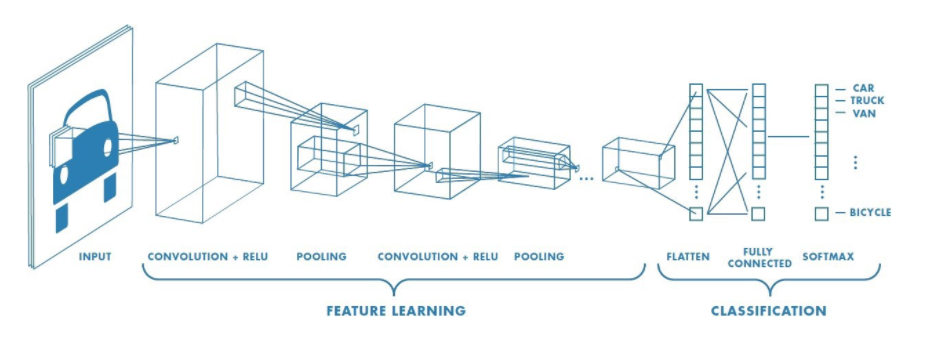 CAR
TRUCK
VAN
BICYCLE
INPUT
CONVOLUTION + RELU
POOLING
CONVOLUTION + RELU
POOLING
FLATTEN
FULLY
CONNECTED
SOFTMAX
FEATURE LEARNING
CLASSIFICATION